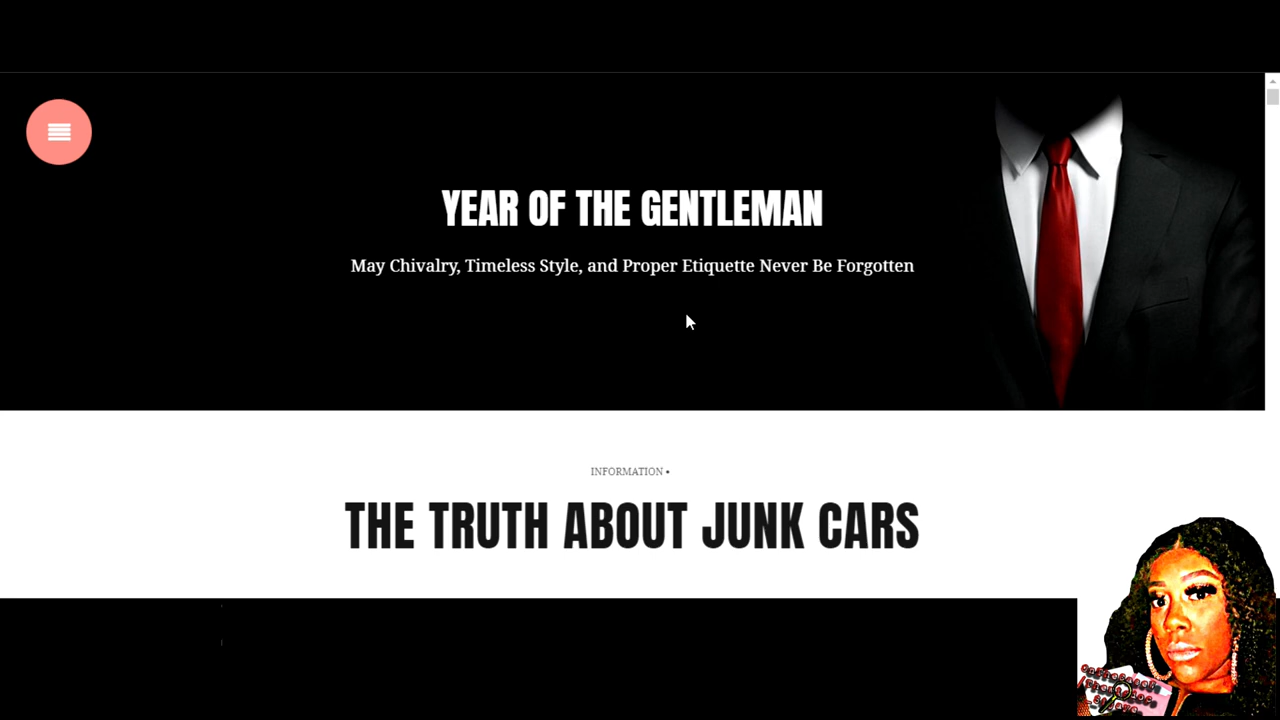 YEAR OF THE GENTLEMAN
May Chivalry, Timeless Style, and Proper Etiquette Never Be Forgotten
INFORMATION •
THE TRUTH ABOUT JUNK CARS